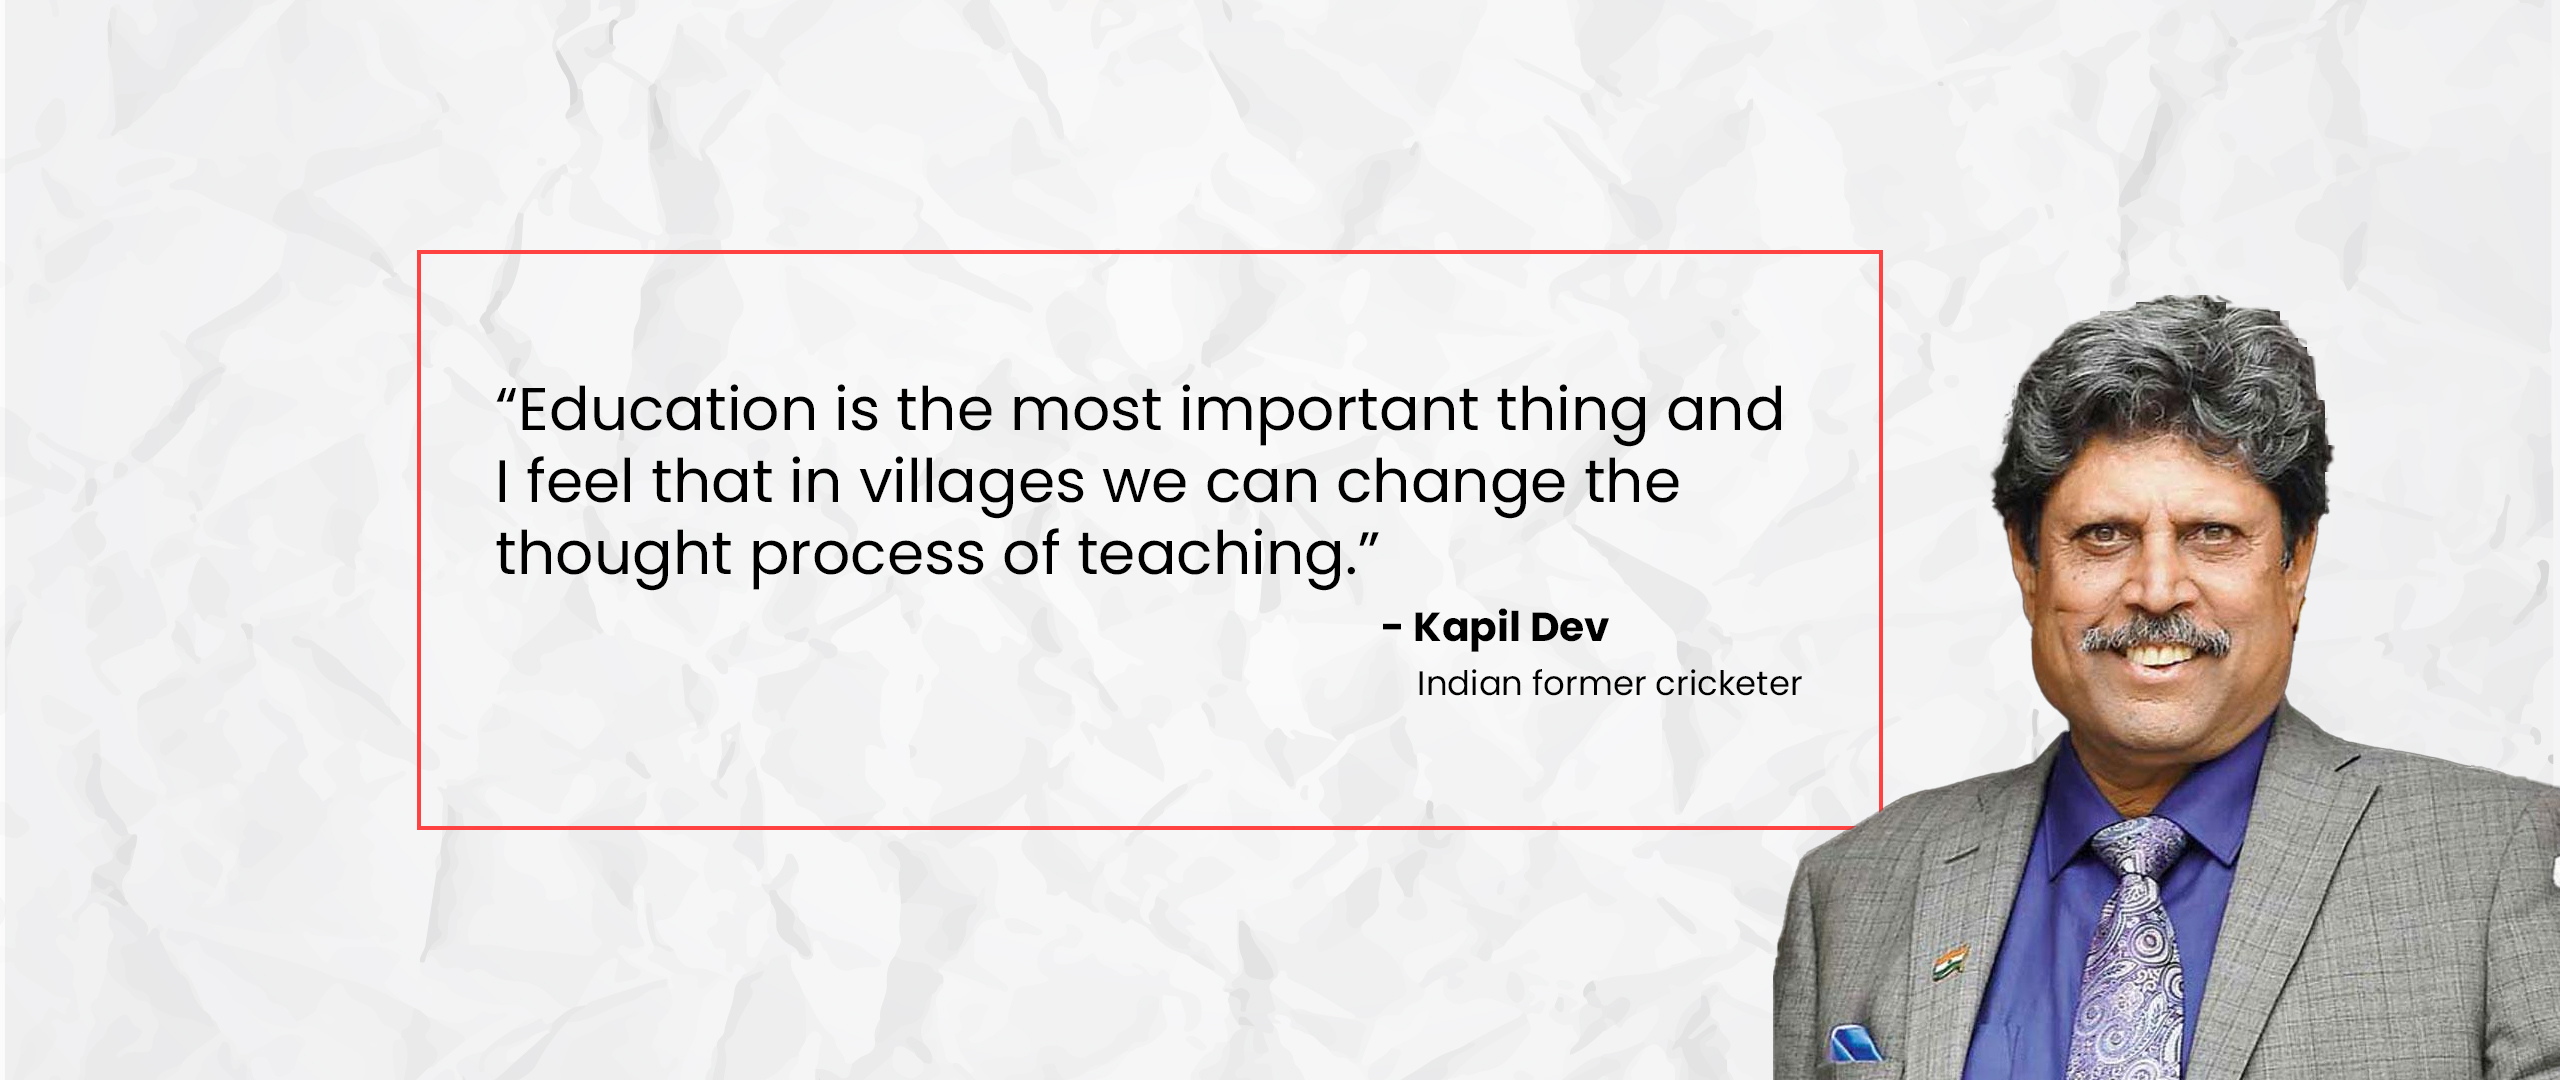 “Education is the most important thing and
I feel that in villages we can change the
thought process of teaching.”
- Kapil Dev
Indian former cricketer